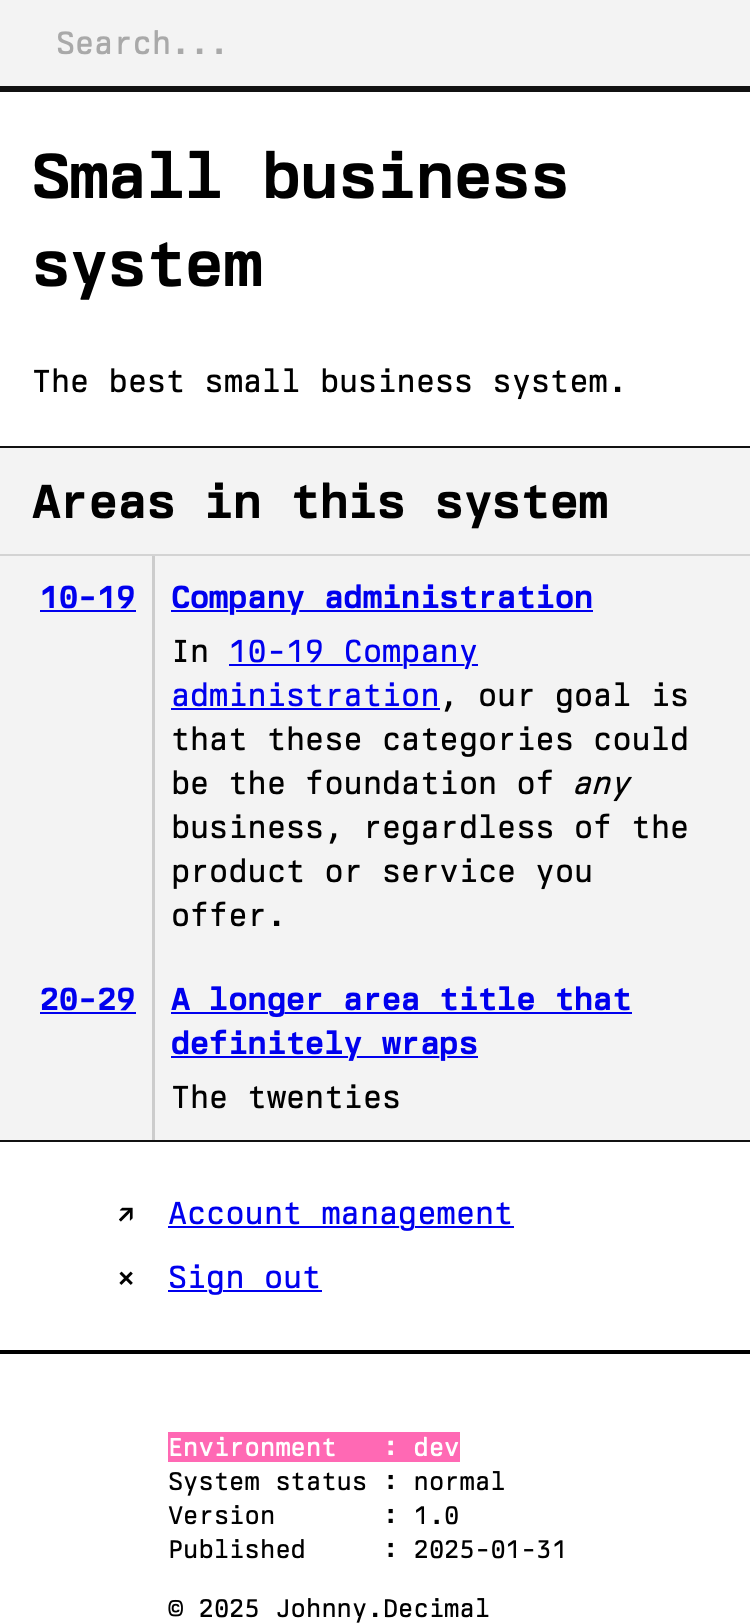 Search...
Small business
system
The best small business system.
Areas in this system
10-19 Company administration
In 10-19 Company
administration, our goal is
that these categories could
be the foundation of any
business, regardless of the
product or service you
offer.
20-29 A longer area title that
definitely wraps
The twenties
↗ Account management
× Sign out
Environment : dev
System status : normal
Version : 1.0
Published : 2025-01-31
© 2025 Johnny.Decimal